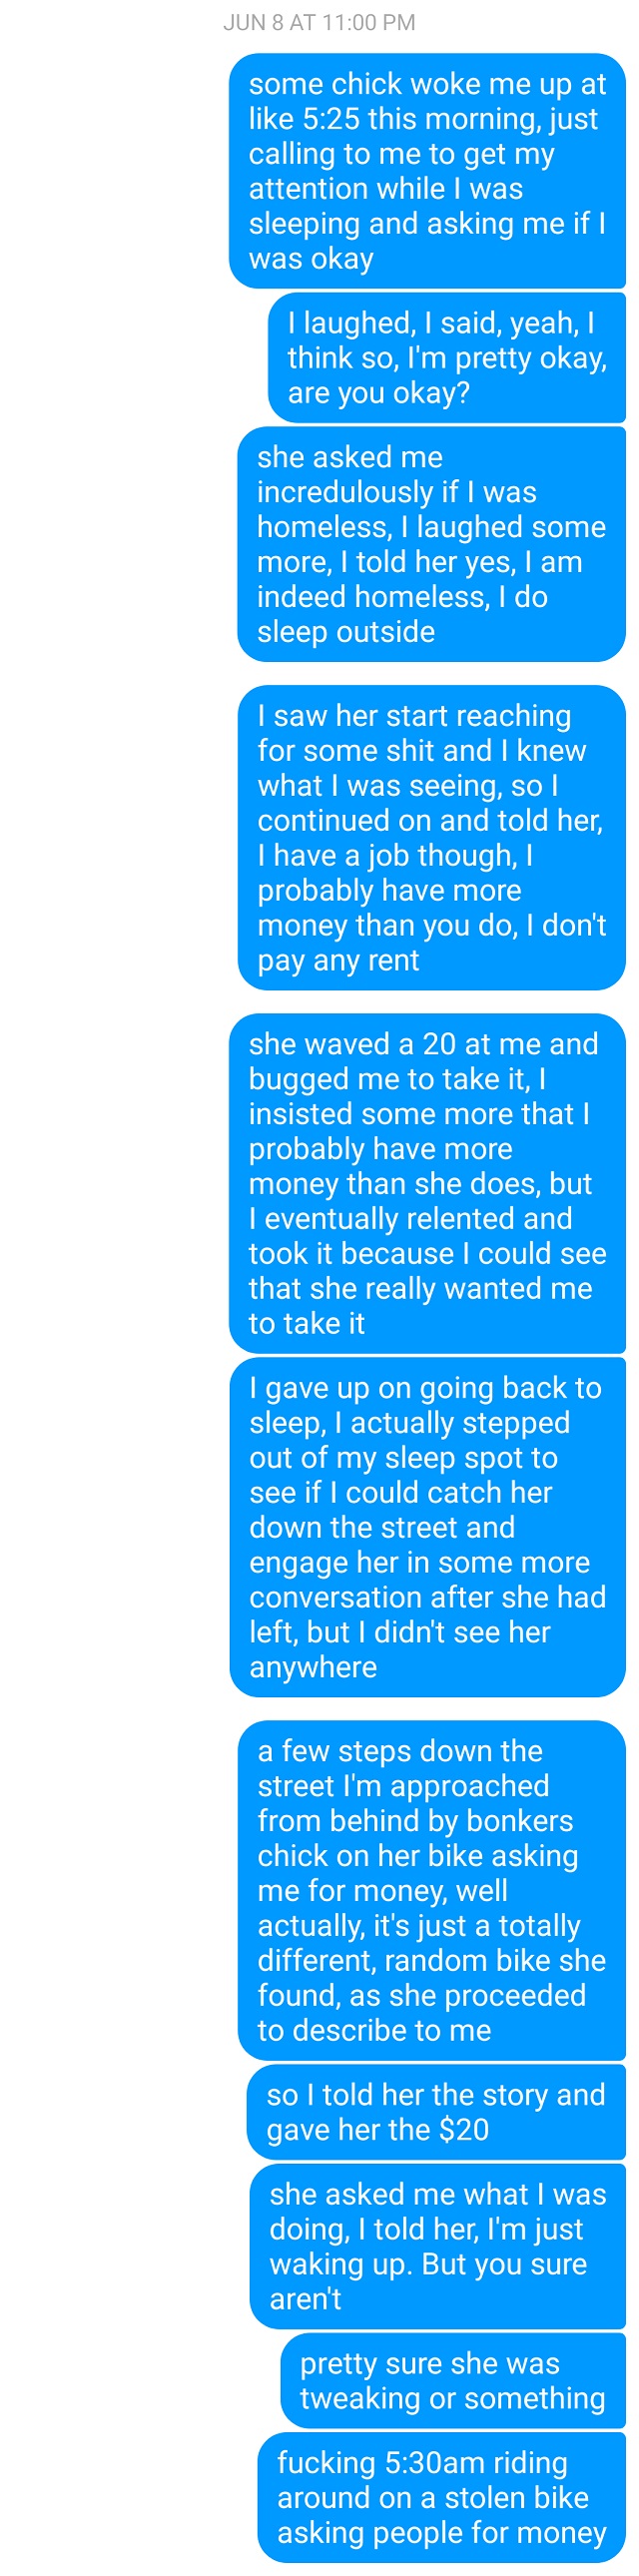 JUN 8 AT 11:00 PM
some chick woke me up at
like 5:25 this morning, just
calling to me to get my
attention while I was
sleeping and asking me if I
was okay
I laughed, I said, yeah, I
think so, I'm pretty okay,
are you okay?
she asked me
incredulously if I was
homeless, I laughed some
more, I told her yes, I am
indeed homeless, I do
sleep outside
I saw her start reaching
for some shit and I knew
what I was seeing, so I
continued on and told her,
I have a job though, I
probably have more
money than you do, I don't
pay any rent
she waved a 20 at me and
bugged me to take it, I
insisted some more that I
probably have more
money than she does, but
I eventually relented and
took it because I could see
that she really wanted me
to take it
I gave up on going back to
sleep, I actually stepped
out of my sleep spot to
see if I could catch her
down the street and
engage her in some more
conversation after she had
left, but I didn't see her
anywhere
a few steps down the
street I'm approached
from behind by bonkers
chick on her bike asking
me for money, well
actually, it's just a totally
different, random bike she
found, as she proceeded
to describe to me
so I told her the story and
gave her the $20
she asked me what I was
doing, I told her, I'm just
waking up. But you sure
aren't
pretty sure she was
tweaking or something
fucking 5:30am riding
around on a stolen bike
asking people for money